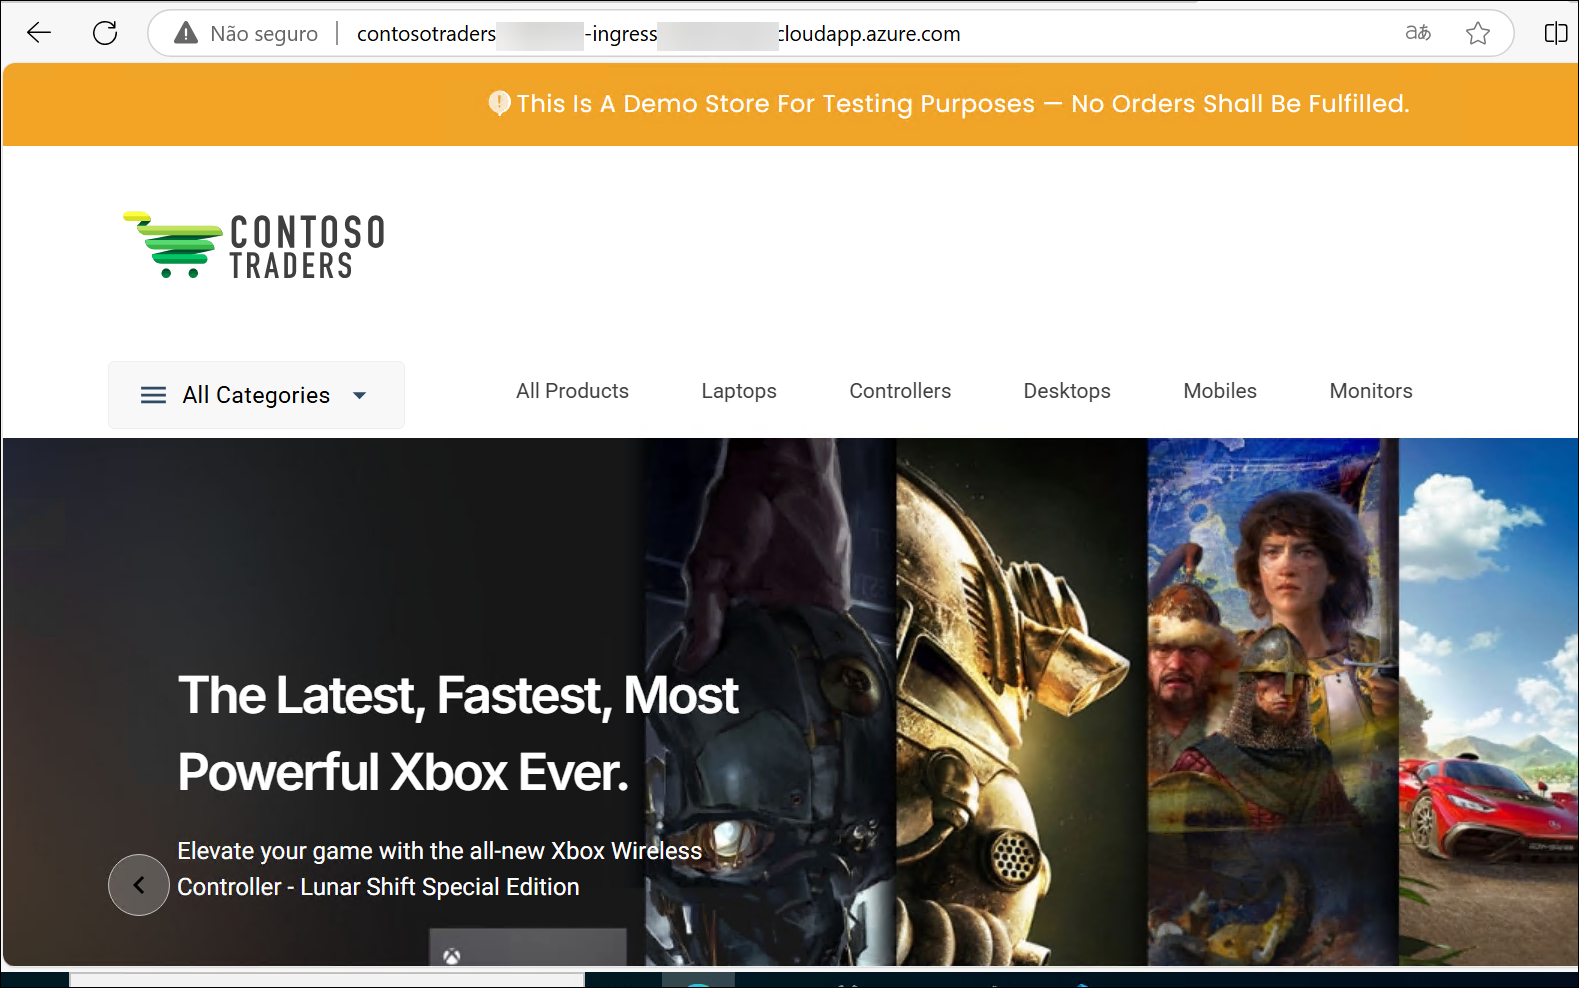 Não seguro
contosotraders -ingress cloudapp.azure.com
aあ
This Is A Demo Store For Testing Purposes — No Orders Shall Be Fulfilled.
CONTOSO
TRADERS
All Categories
All Products Laptops Controllers Desktops Mobiles Monitors
The Latest, Fastest, Most
Powerful Xbox Ever.
Elevate your game with the all-new Xbox Wireless
Controller - Lunar Shift Special Edition